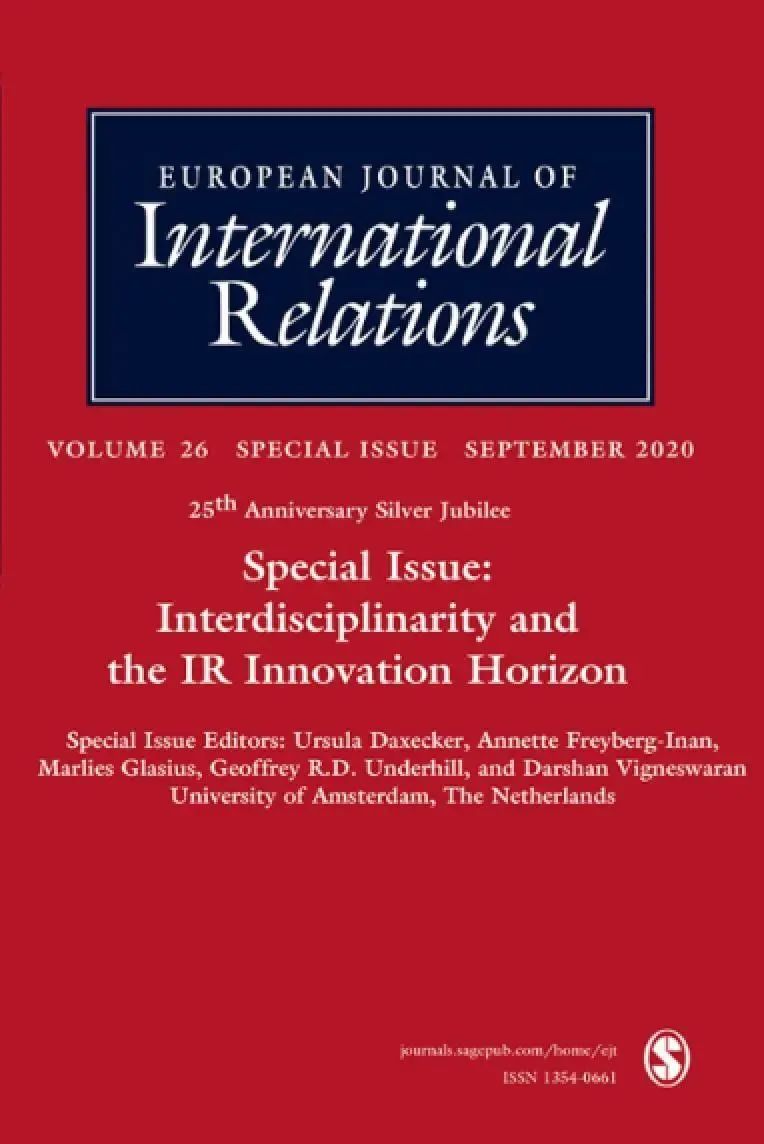 EUROPEAN JOURNAL OF
International
Relations
VOLUME 26 SPECIAL ISSUE SEPTEMBER 2020
25th Anniversary Silver Jubilee
Special Issue:
Interdisciplinarity and
the IR Innovation Horizon
Special Issue Editors: Ursula Daxecker, Annette Freyberg-Inan,
Marlies Glasius, Geoffrey R.D. Underhill, and Darshan Vigneswaran
University of Amsterdam, The Netherlands
journals.sagepub.com/home/ejt
ISSN 1354-0661
S